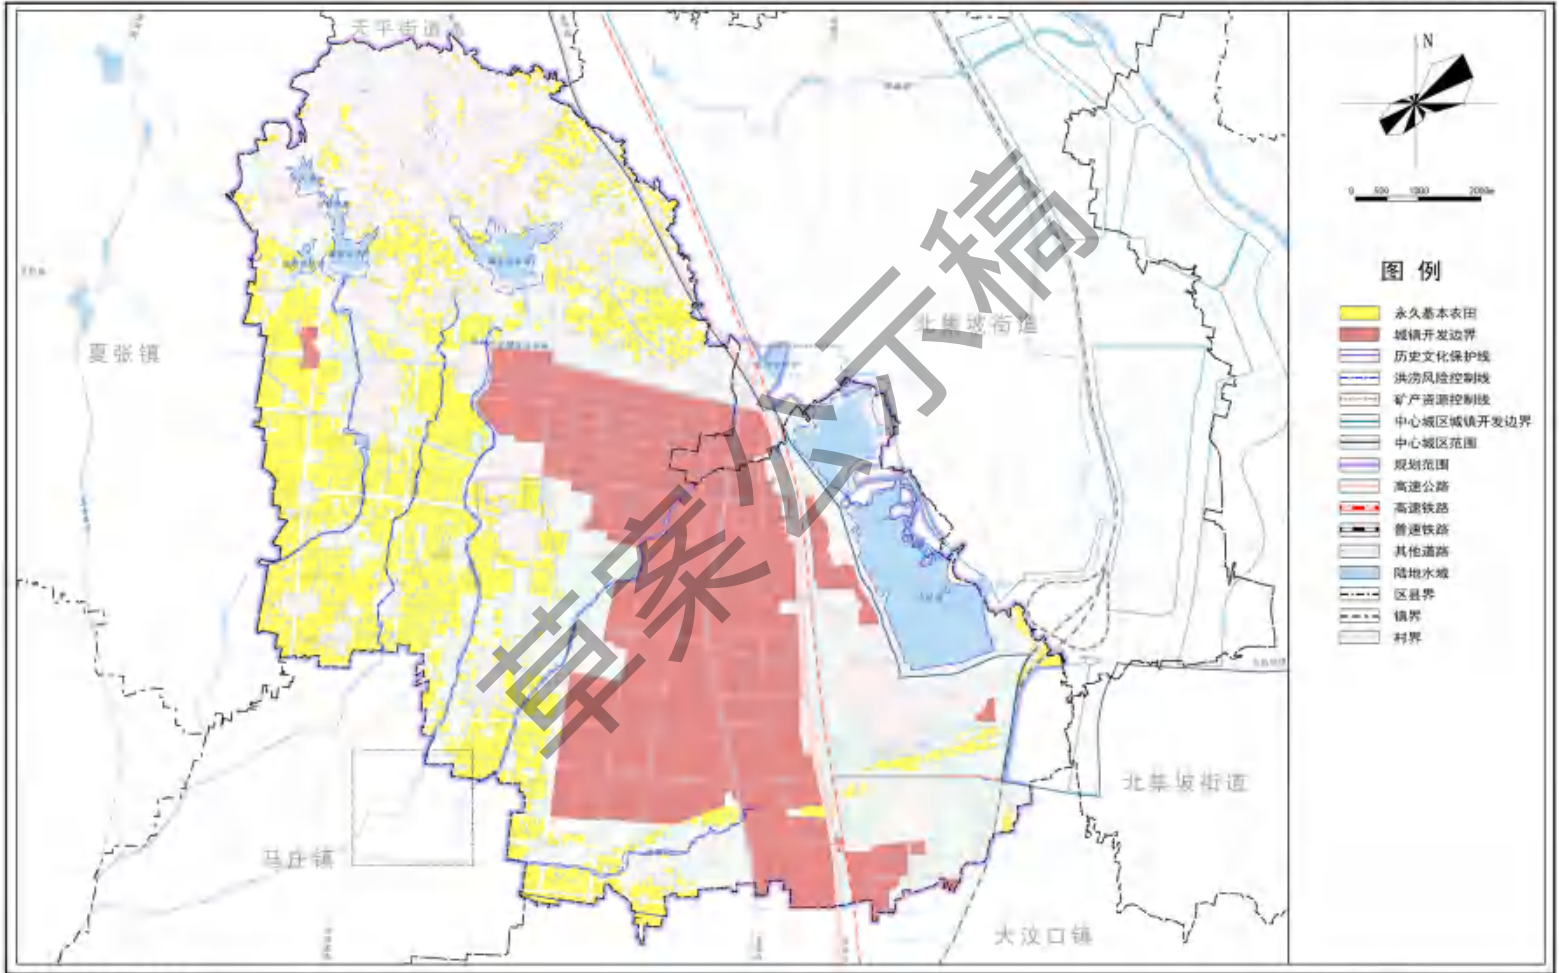 天平街道
N
0 500 1000 2000m
图例
永久基本农田
城镇开发边界
历史文化保护线
洪涝风险控制线
矿产资源控制线
中心城区城镇开发边界
中心城区范围
规划范围
高速公路
高速铁路
普速铁路
其他道路
陆地水域
区县界
镇界
村界
夏张镇
北集坡街道
草案公示稿
北集坡街道
马庄镇
大汶口镇